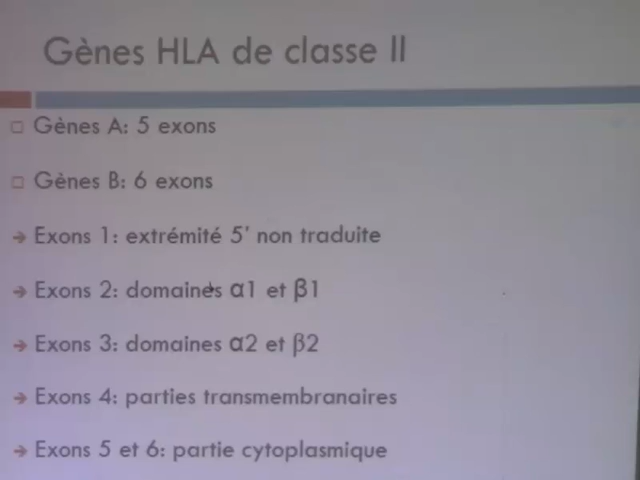 Gènes HLA de classe II
Gènes A: 5 exons
Gènes B: 6 exons
→ Exons 1: extrémité 5' non traduite
→ Exons 2: domaines α1 et β1
→ Exons 3: domaines α2 et β2
→ Exons 4: parties transmembranaires
→ Exons 5 et 6: partie cytoplasmique